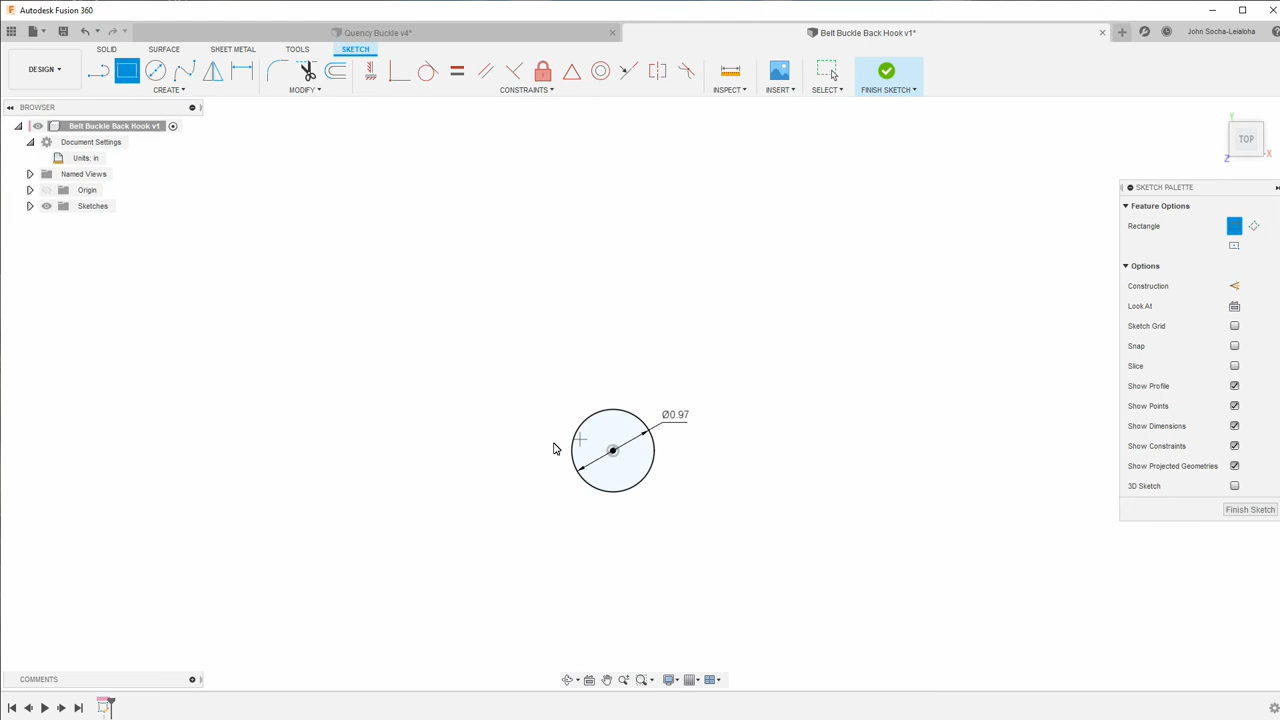 Autodesk Fusion 360
Quency Buckle v4*
Belt Buckle Back Hook v1*
John Socha-Leialoha
SOLID
SURFACE
SHEET METAL
TOOLS
SKETCH
DESIGN
CREATE
MODIFY
CONSTRAINTS
INSPECT
INSERT
SELECT
FINISH SKETCH
BROWSER
Belt Buckle Back Hook v1
Document Settings
Units: in
Named Views
Origin
Sketches
Y
TOP
X
Z
SKETCH PALETTE
Feature Options
Rectangle
Options
Construction
Look At
Sketch Grid
Snap
Slice
Show Profile
Show Points
Show Dimensions
Show Constraints
Show Projected Geometries
3D Sketch
Finish Sketch
Ø0.97
COMMENTS